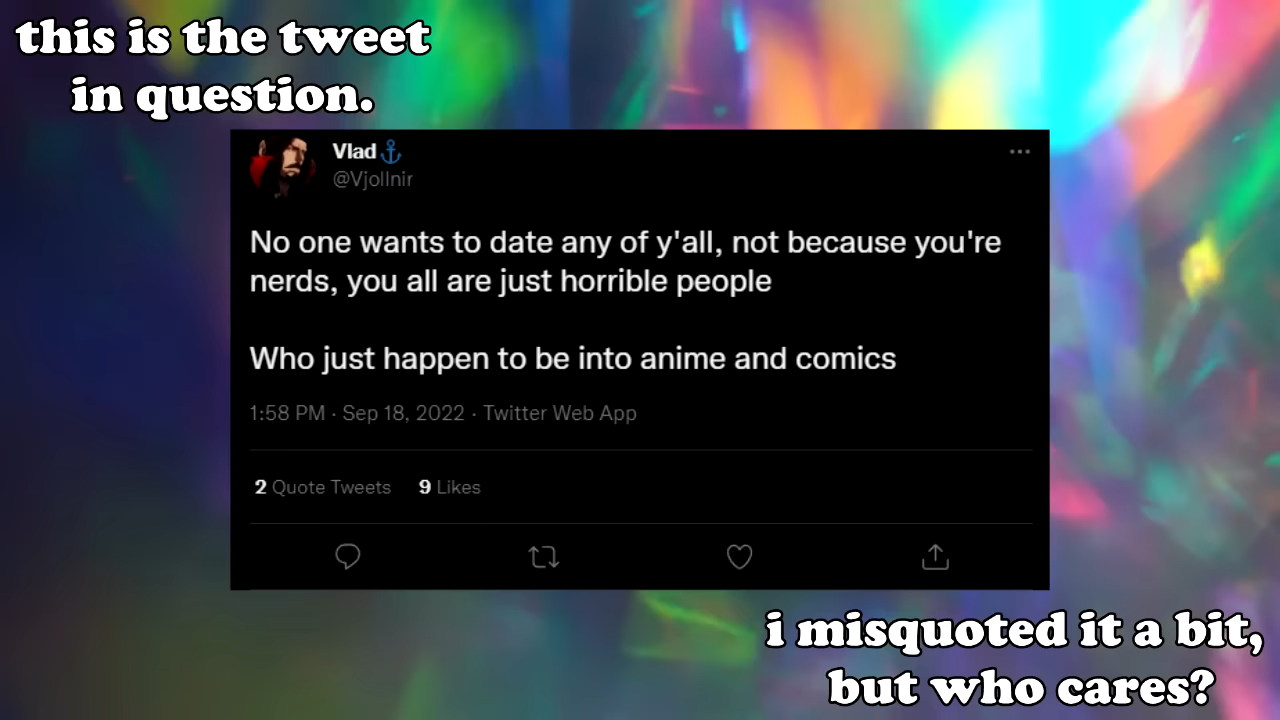 this is the tweet
in question.
Vlad⚓
@Vjollnir
No one wants to date any of y'all, not because you're
nerds, you all are just horrible people
Who just happen to be into anime and comics
1:58 PM · Sep 18, 2022 · Twitter Web App
2 Quote Tweets 9 Likes
i misquoted it a bit,
but who cares?